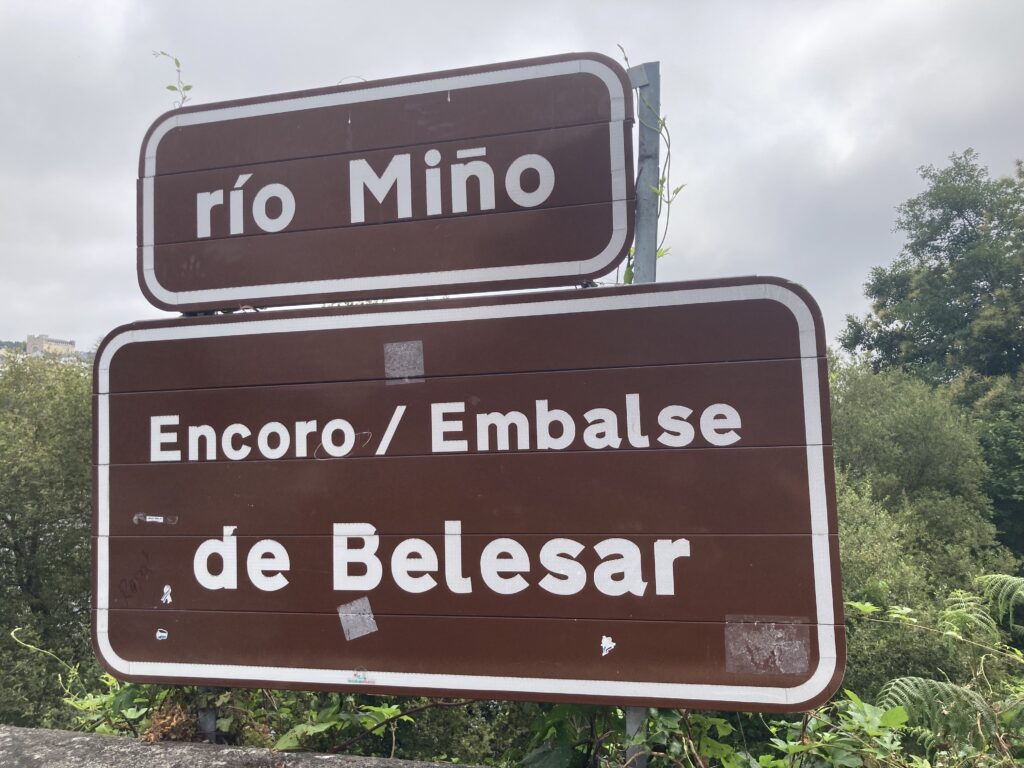 río Miño
Encoro / Embalse
de Belesar